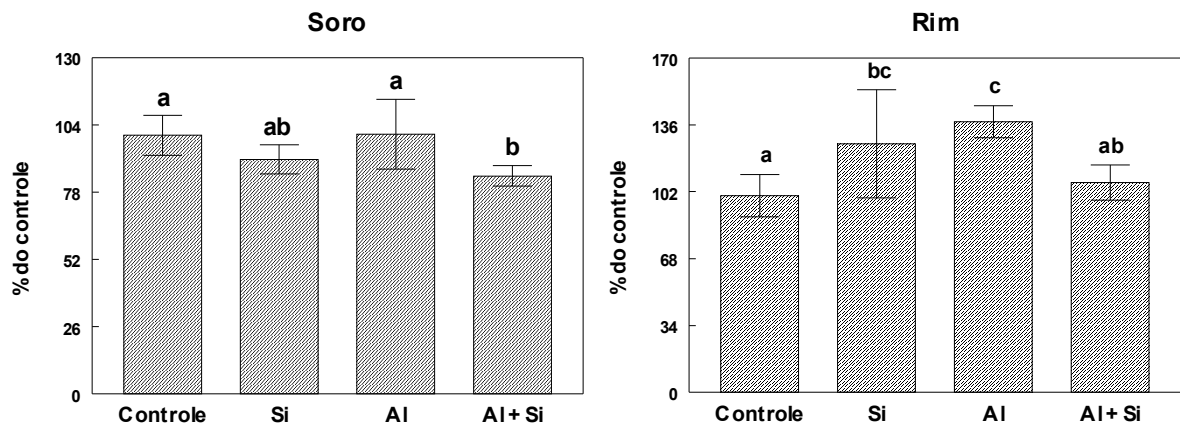 Soro
% do controle
130
104
78
52
26
0
a
ab
a
b
Controle Si Al Al + Si
Rim
% do controle
170
136
102
68
34
0
a
bc
c
ab
Controle Si Al Al + Si